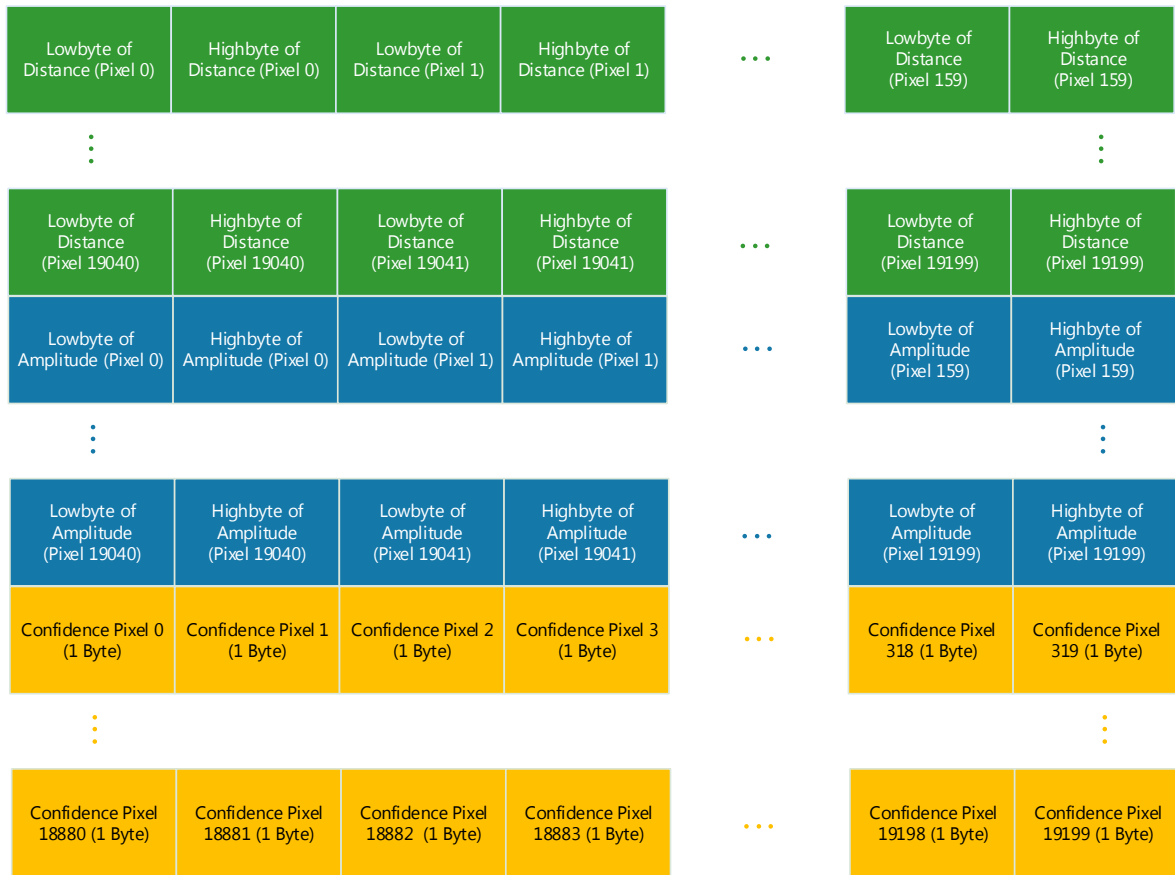 Lowbyte of
Distance (Pixel 0)
Highbyte of
Distance (Pixel 0)
Lowbyte of
Distance (Pixel 1)
Highbyte of
Distance (Pixel 1)
...
Lowbyte of
Distance
(Pixel 159)
Highbyte of
Distance
(Pixel 159)
Lowbyte of
Distance
(Pixel 19040)
Highbyte of
Distance
(Pixel 19040)
Lowbyte of
Distance
(Pixel 19041)
Highbyte of
Distance
(Pixel 19041)
...
Lowbyte of
Distance
(Pixel 19199)
Highbyte of
Distance
(Pixel 19199)
Lowbyte of
Amplitude (Pixel 0)
Highbyte of
Amplitude (Pixel 0)
Lowbyte of
Amplitude (Pixel 1)
Highbyte of
Amplitude (Pixel 1)
...
Lowbyte of
Amplitude
(Pixel 159)
Highbyte of
Amplitude
(Pixel 159)
Lowbyte of
Amplitude
(Pixel 19040)
Highbyte of
Amplitude
(Pixel 19040)
Lowbyte of
Amplitude
(Pixel 19041)
Highbyte of
Amplitude
(Pixel 19041)
...
Lowbyte of
Amplitude
(Pixel 19199)
Highbyte of
Amplitude
(Pixel 19199)
Confidence Pixel 0
(1 Byte)
Confidence Pixel 1
(1 Byte)
Confidence Pixel 2
(1 Byte)
Confidence Pixel 3
(1 Byte)
...
Confidence Pixel
318 (1 Byte)
Confidence Pixel
319 (1 Byte)
Confidence Pixel
18880 (1 Byte)
Confidence Pixel
18881 (1 Byte)
Confidence Pixel
18882 (1 Byte)
Confidence Pixel
18883 (1 Byte)
...
Confidence Pixel
19198 (1 Byte)
Confidence Pixel
19199 (1 Byte)